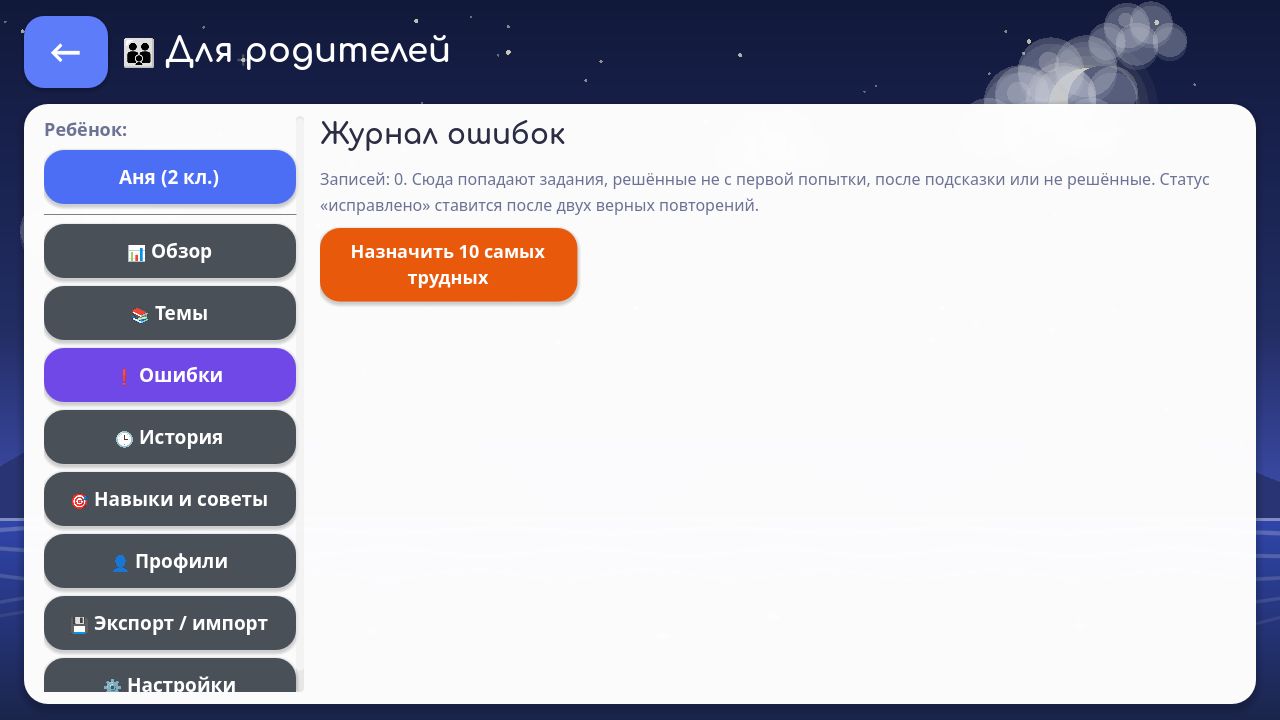 ←
👪 Для родителей
Ребёнок:
Аня (2 кл.)
📊 Обзор
📚 Темы
❗ Ошибки
🕒 История
🎯 Навыки и советы
👤 Профили
💾 Экспорт / импорт
⚙️ Настройки
Журнал ошибок
Записей: 0. Сюда попадают задания, решённые не с первой попытки, после подсказки или не решённые. Статус
«исправлено» ставится после двух верных повторений.
Назначить 10 самых
трудных